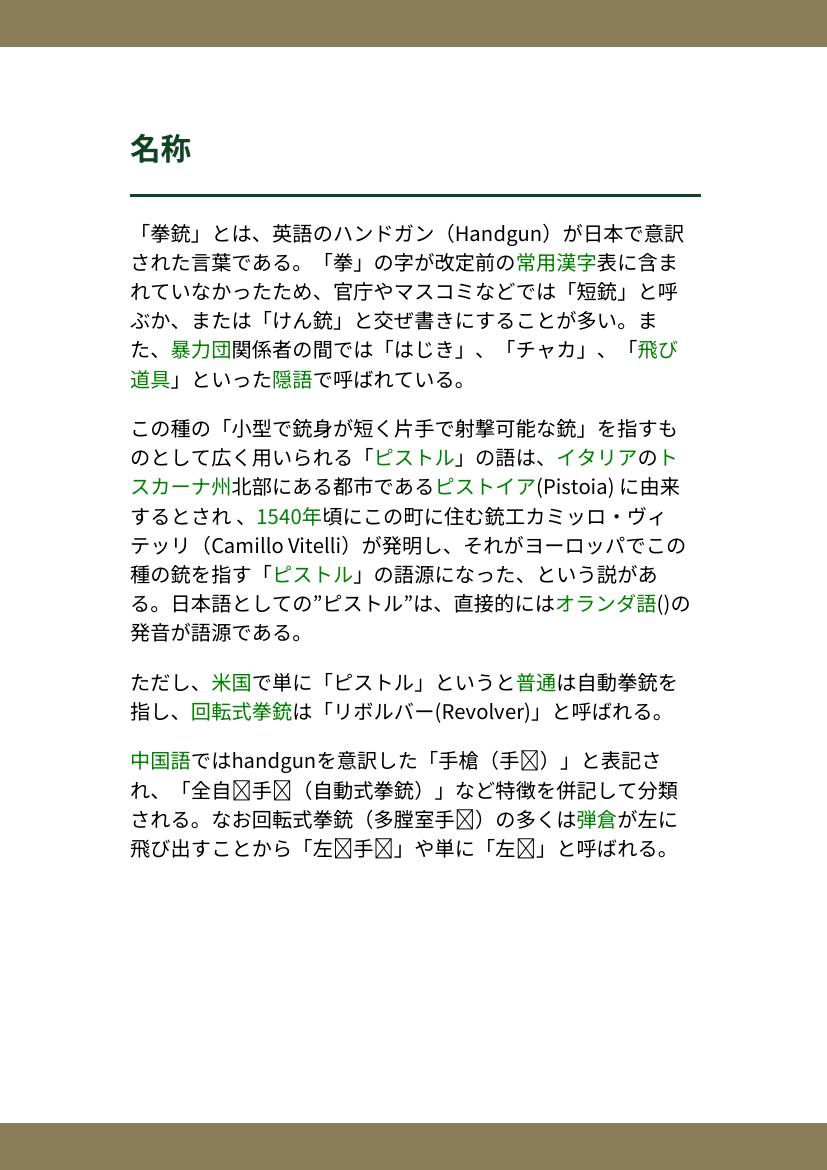 名称
「拳銃」とは、英語のハンドガン（Handgun）が日本で意訳
された言葉である。「拳」の字が改定前の常用漢字表に含ま
れていなかったため、官庁やマスコミなどでは「短銃」と呼
ぶか、または「けん銃」と交ぜ書きにすることが多い。ま
た、暴力団関係者の間では「はじき」、「チャカ」、「飛び
道具」といった隠語で呼ばれている。
この種の「小型で銃身が短く片手で射撃可能な銃」を指すも
のとして広く用いられる「ピストル」の語は、イタリアのト
スカーナ州北部にある都市であるピストイア(Pistoia) に由来
するとされ 、1540年頃にこの町に住む銃工カミッロ・ヴィ
テッリ（Camillo Vitelli）が発明し、それがヨーロッパでこの
種の銃を指す「ピストル」の語源になった、という説があ
る。日本語としての”ピストル”は、直接的にはオランダ語()の
発音が語源である。
ただし、米国で単に「ピストル」というと普通は自動拳銃を
指し、回転式拳銃は「リボルバー(Revolver)」と呼ばれる。
中国語ではhandgunを意訳した「手槍（手）」と表記さ
れ、「全自手（自動式拳銃）」など特徴を併記して分類
される。なお回転式拳銃（多膛室手）の多くは弾倉が左に
飛び出すことから「左手」や単に「左」と呼ばれる。